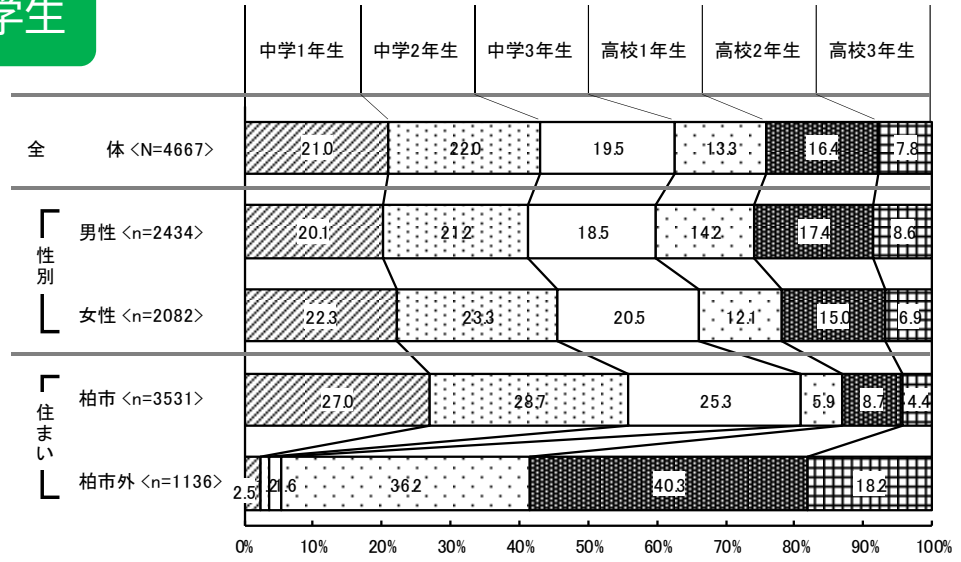 学生
中学1年生 中学2年生 中学3年生 高校1年生 高校2年生 高校3年生
全 体 <N=4667> 21.0 22.0 19.5 13.3 16.4 7.8
性別
男性 <n=2434> 20.1 21.2 18.5 14.2 17.4 8.6
女性 <n=2082> 22.3 23.3 20.5 12.1 15.0 6.9
住まい
柏市 <n=3531> 27.0 28.7 25.3 5.9 8.7 4.4
柏市外 <n=1136> 2.5 1.6 36.2 40.3 18.2
0% 10% 20% 30% 40% 50% 60% 70% 80% 90% 100%